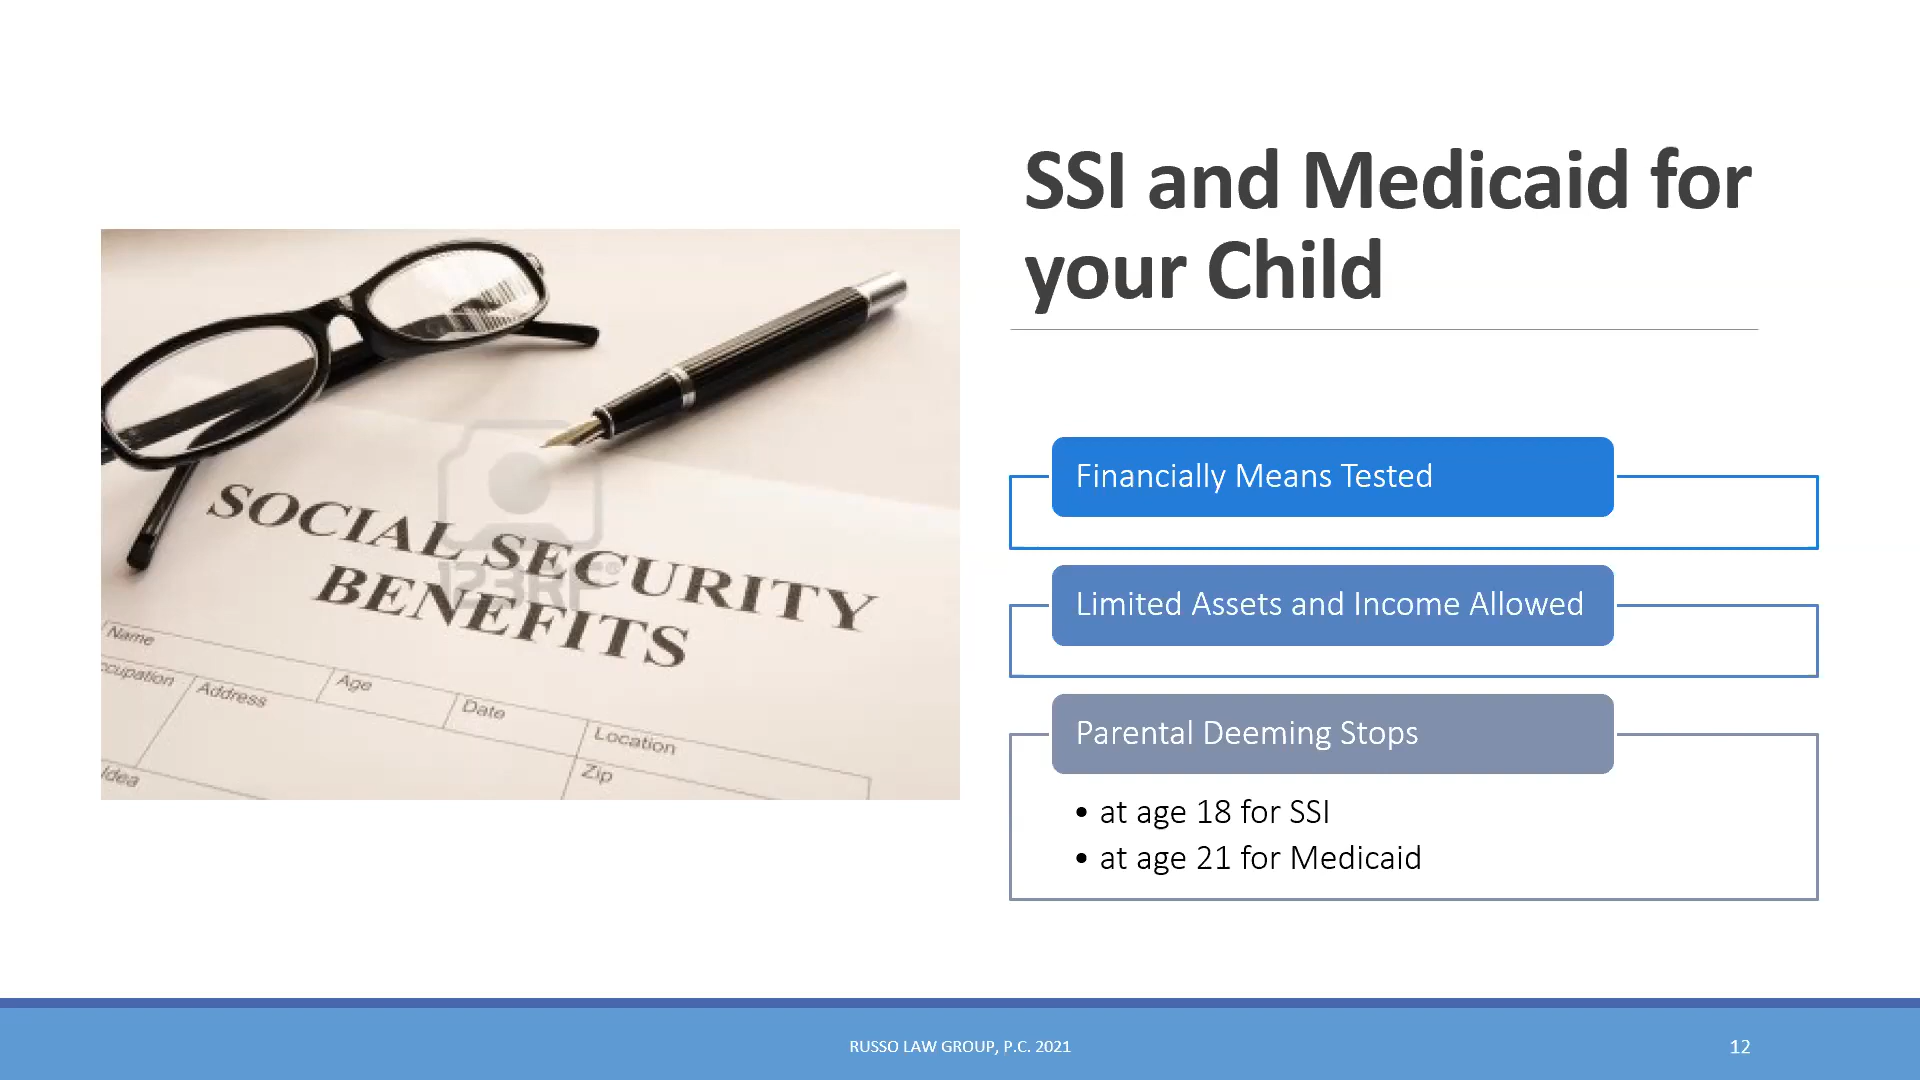 SSI and Medicaid for
your Child
SOCIAL SECURITY
BENEFITS
Name
Age
Date
Location
ccupation
Address
Zip
Idea
123RF
Financially Means Tested
Limited Assets and Income Allowed
Parental Deeming Stops
• at age 18 for SSI
• at age 21 for Medicaid
RUSSO LAW GROUP, P.C. 2021
12